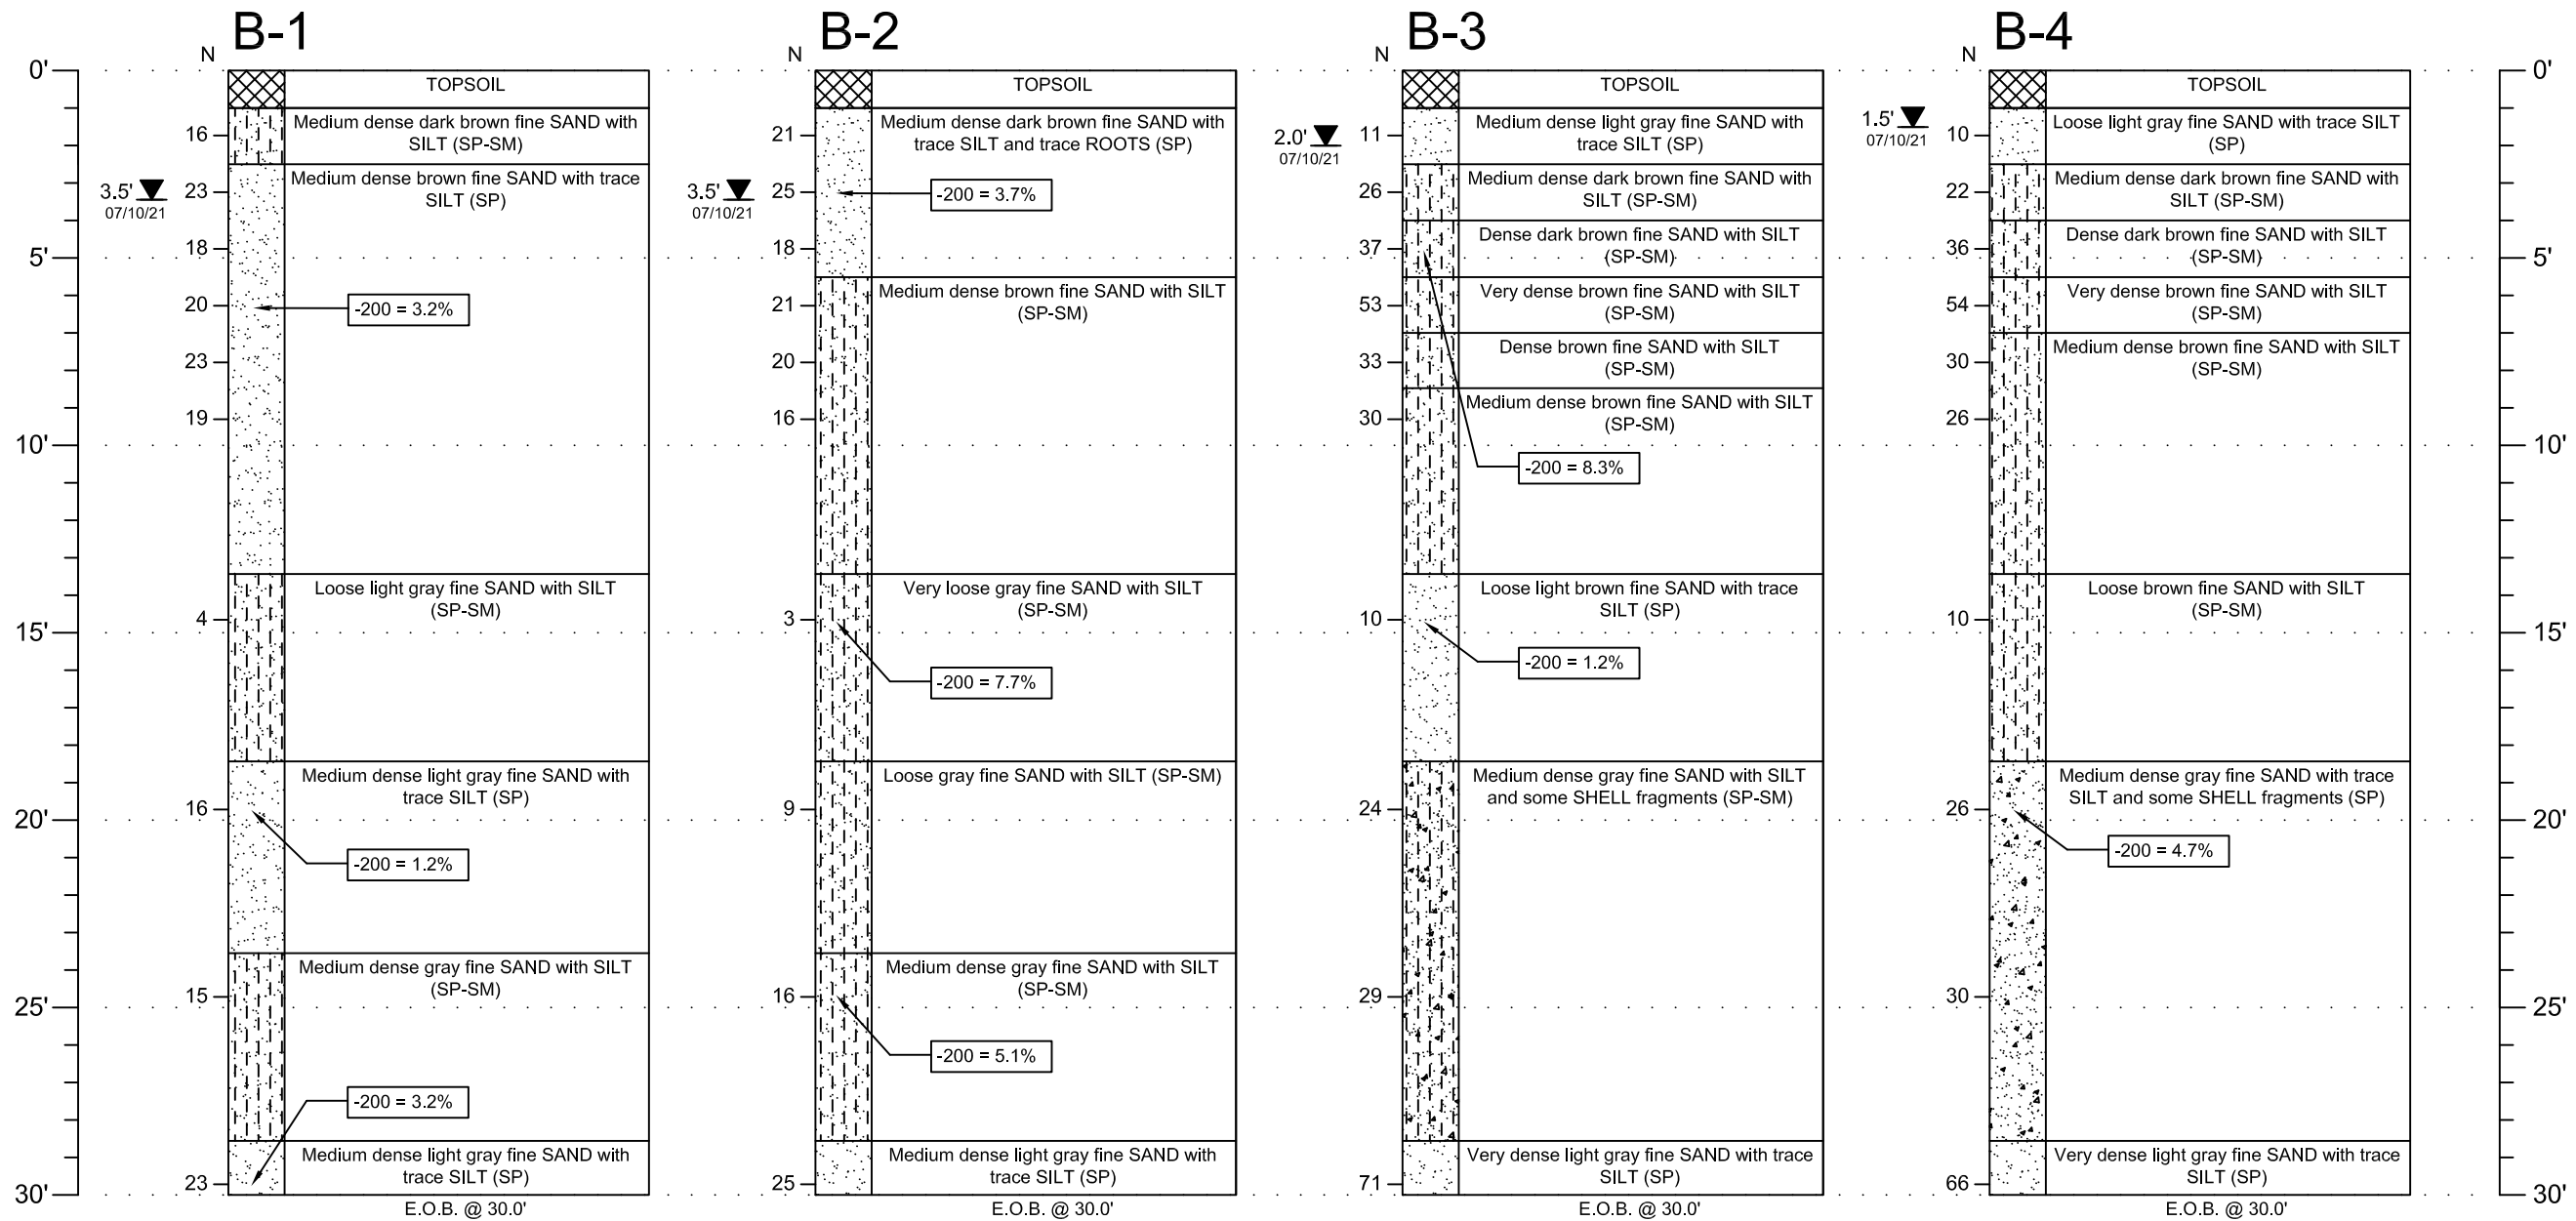 B-1
N
TOPSOIL
16
Medium dense dark brown fine SAND with
SILT (SP-SM)
3.5'
07/10/21
23
Medium dense brown fine SAND with trace
SILT (SP)
18
20
-200 = 3.2%
23
19
4
Loose light gray fine SAND with SILT
(SP-SM)
16
Medium dense light gray fine SAND with
trace SILT (SP)
-200 = 1.2%
15
Medium dense gray fine SAND with SILT
(SP-SM)
-200 = 3.2%
23
Medium dense light gray fine SAND with
trace SILT (SP)
E.O.B. @ 30.0'
0'
5'
10'
15'
20'
25'
30'
B-2
N
TOPSOIL
21
Medium dense dark brown fine SAND with
trace SILT and trace ROOTS (SP)
3.5'
07/10/21
25
-200 = 3.7%
18
21
Medium dense brown fine SAND with SILT
(SP-SM)
20
16
3
Very loose gray fine SAND with SILT
(SP-SM)
-200 = 7.7%
9
Loose gray fine SAND with SILT (SP-SM)
16
Medium dense gray fine SAND with SILT
(SP-SM)
-200 = 5.1%
25
Medium dense light gray fine SAND with
trace SILT (SP)
E.O.B. @ 30.0'
B-3
N
TOPSOIL
2.0'
07/10/21
11
Medium dense light gray fine SAND with
trace SILT (SP)
26
Medium dense dark brown fine SAND with
SILT (SP-SM)
37
Dense dark brown fine SAND with SILT
(SP-SM)
53
Very dense brown fine SAND with SILT
(SP-SM)
33
Dense brown fine SAND with SILT
(SP-SM)
30
Medium dense brown fine SAND with SILT
(SP-SM)
-200 = 8.3%
10
Loose light brown fine SAND with trace
SILT (SP)
-200 = 1.2%
24
Medium dense gray fine SAND with SILT
and some SHELL fragments (SP-SM)
29
71
Very dense light gray fine SAND with trace
SILT (SP)
E.O.B. @ 30.0'
B-4
N
TOPSOIL
1.5'
07/10/21
10
Loose light gray fine SAND with trace SILT
(SP)
22
Medium dense dark brown fine SAND with
SILT (SP-SM)
36
Dense dark brown fine SAND with SILT
(SP-SM)
54
Very dense brown fine SAND with SILT
(SP-SM)
30
Medium dense brown fine SAND with SILT
(SP-SM)
26
10
Loose brown fine SAND with SILT
(SP-SM)
26
Medium dense gray fine SAND with trace
SILT and some SHELL fragments (SP)
-200 = 4.7%
30
66
Very dense light gray fine SAND with trace
SILT (SP)
E.O.B. @ 30.0'
0'
5'
10'
15'
20'
25'
30'